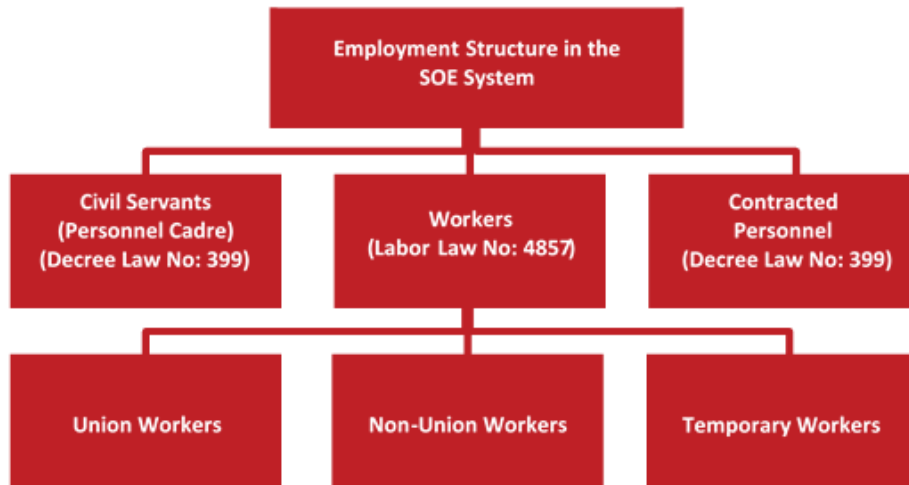 Employment Structure in the
SOE System
Civil Servants
(Personnel Cadre)
(Decree Law No: 399)
Workers
(Labor Law No: 4857)
Contracted
Personnel
(Decree Law No: 399)
Union Workers
Non-Union Workers
Temporary Workers